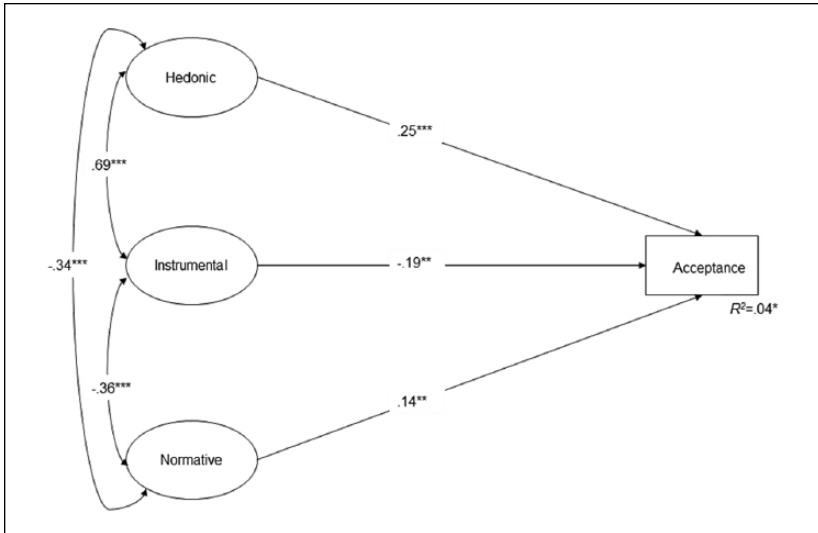 Hedonic
.25***
.69***
-.34***
Instrumental
-.19**
Acceptance
R²=.04*
-.36***
.14**
Normative